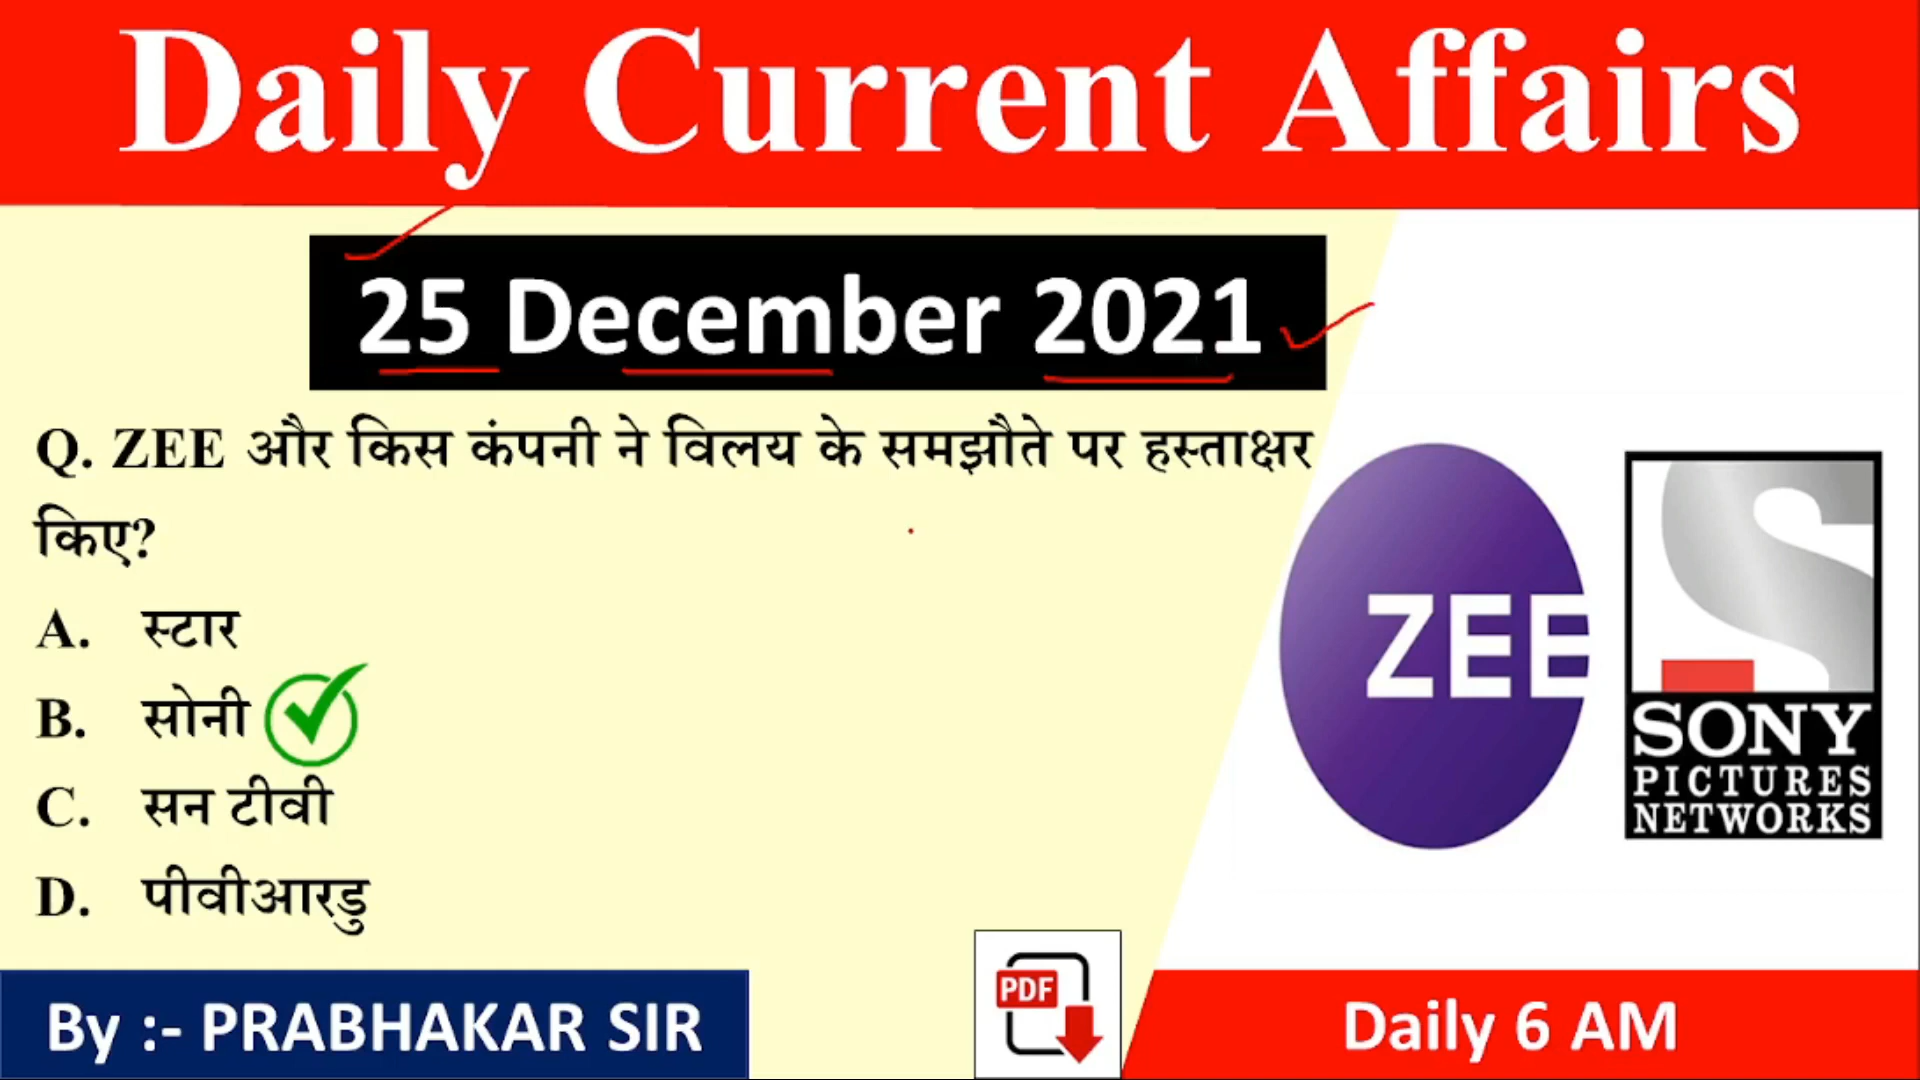 Daily Current Affairs
25 December 2021
Q. ZEE और किस कंपनी ने विलय के समझौते पर हस्ताक्षर
किए?
A. स्टार
B. सोनी
C. सन टीवी
D. पीवीआरडु
ZEE
SONY
PICTURES
NETWORKS
By :- PRABHAKAR SIR
PDF
Daily 6 AM